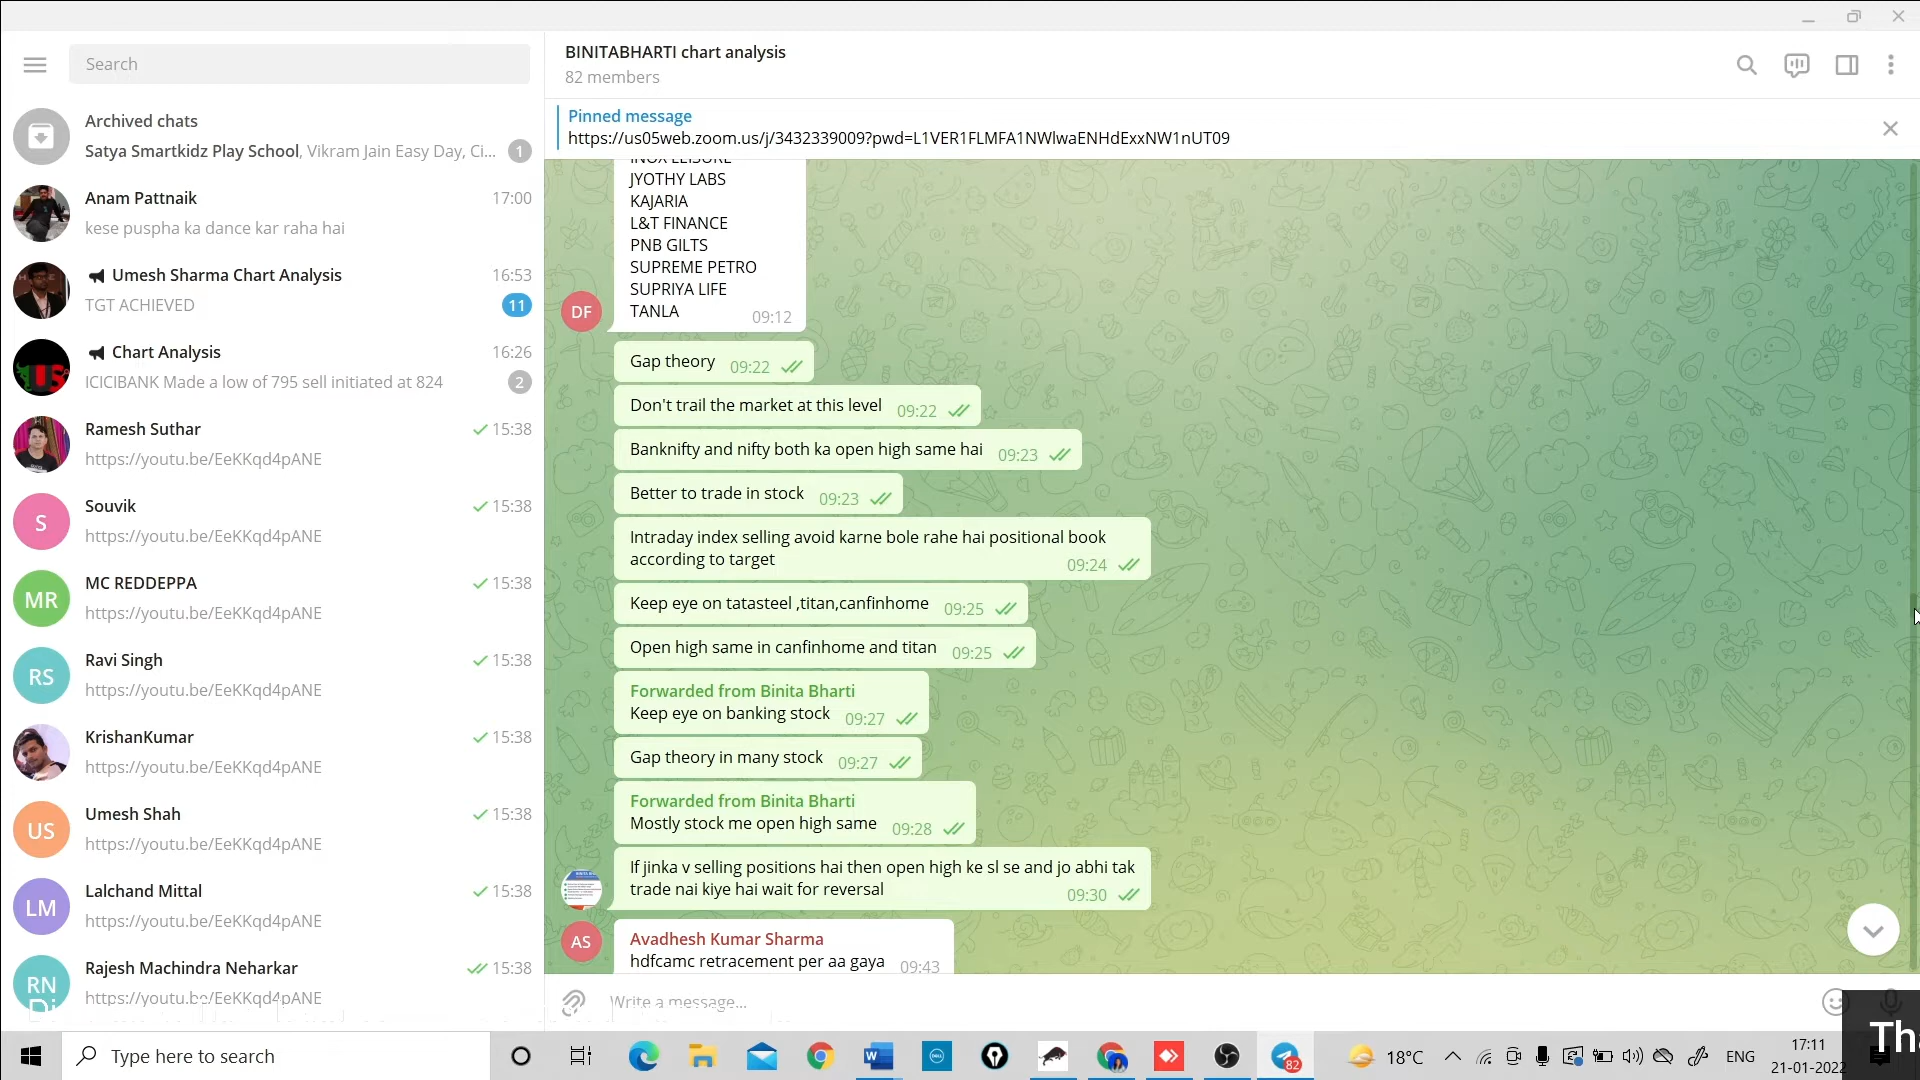 Search
Archived chats
Satya Smartkidz Play School, Vikram Jain Easy Day, Ci...
1
Anam Pattnaik
17:00
kese puspha ka dance kar raha hai
Umesh Sharma Chart Analysis
16:53
TGT ACHIEVED
11
Chart Analysis
16:26
ICICIBANK Made a low of 795 sell initiated at 824
2
Ramesh Suthar
15:38
https://youtu.be/EeKKqd4pANE
S
Souvik
15:38
https://youtu.be/EeKKqd4pANE
MR
MC REDDEPPA
15:38
https://youtu.be/EeKKqd4pANE
RS
Ravi Singh
15:38
https://youtu.be/EeKKqd4pANE
KrishanKumar
15:38
https://youtu.be/EeKKqd4pANE
US
Umesh Shah
15:38
https://youtu.be/EeKKqd4pANE
LM
Lalchand Mittal
15:38
https://youtu.be/EeKKqd4pANE
RN
Rajesh Machindra Neharkar
15:38
https://youtu.be/EeKKqd4pANE
BINITABHARTI chart analysis
82 members
Pinned message
https://us05web.zoom.us/j/3432339009?pwd=L1VER1FLMFA1NWlwaENHdExxNW1nUT09
INOX LEISURE
JYOTHY LABS
KAJARIA
L&T FINANCE
PNB GILTS
SUPREME PETRO
SUPRIYA LIFE
TANLA
09:12
DF
Gap theory 09:22
Don't trail the market at this level 09:22
Banknifty and nifty both ka open high same hai 09:23
Better to trade in stock 09:23
Intraday index selling avoid karne bole rahe hai positional book
according to target 09:24
Keep eye on tatasteel ,titan,canfinhome 09:25
Open high same in canfinhome and titan 09:25
Forwarded from Binita Bharti
Keep eye on banking stock 09:27
Gap theory in many stock 09:27
Forwarded from Binita Bharti
Mostly stock me open high same 09:28
If jinka v selling positions hai then open high ke sl se and jo abhi tak
trade nai kiye hai wait for reversal 09:30
AS
Avadhesh Kumar Sharma
hdfcamc retracement per aa gaya 09:43
Write a message...
Type here to search
82
18°C
ENG
17:11
21-01-2022
Tha